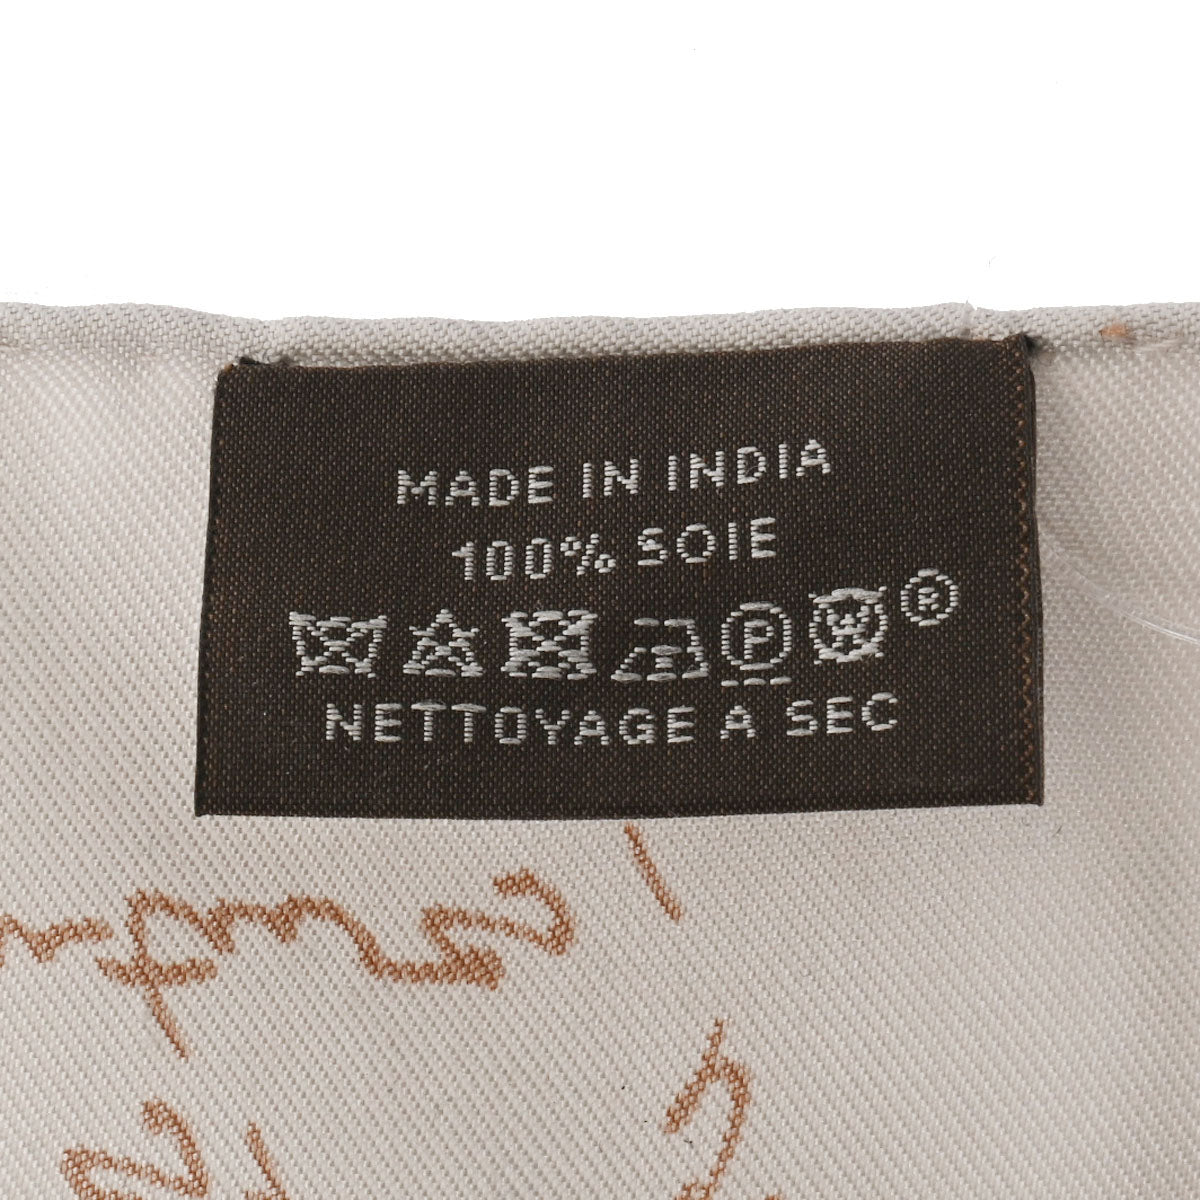 MADE IN INDIA
100% SOIE
P W ®
NETTOYAGE A SEC